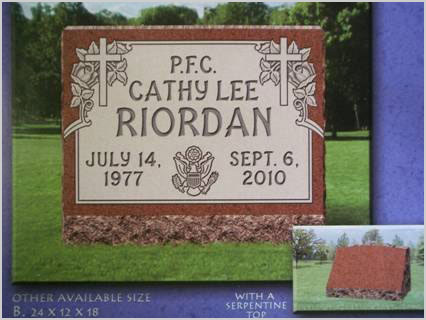 P.F.C.
CATHY LEE
RIORDAN
JULY 14,
1977
SEPT. 6,
2010
OTHER AVAILABLE SIZE
B. 24 X 12 X 18
WITH A
SERPENTINE
TOP